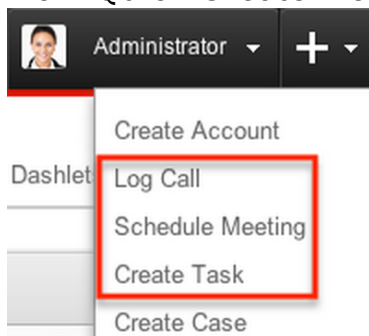 Administrator
Create Account
Dashlet
Log Call
Schedule Meeting
Create Task
Create Case